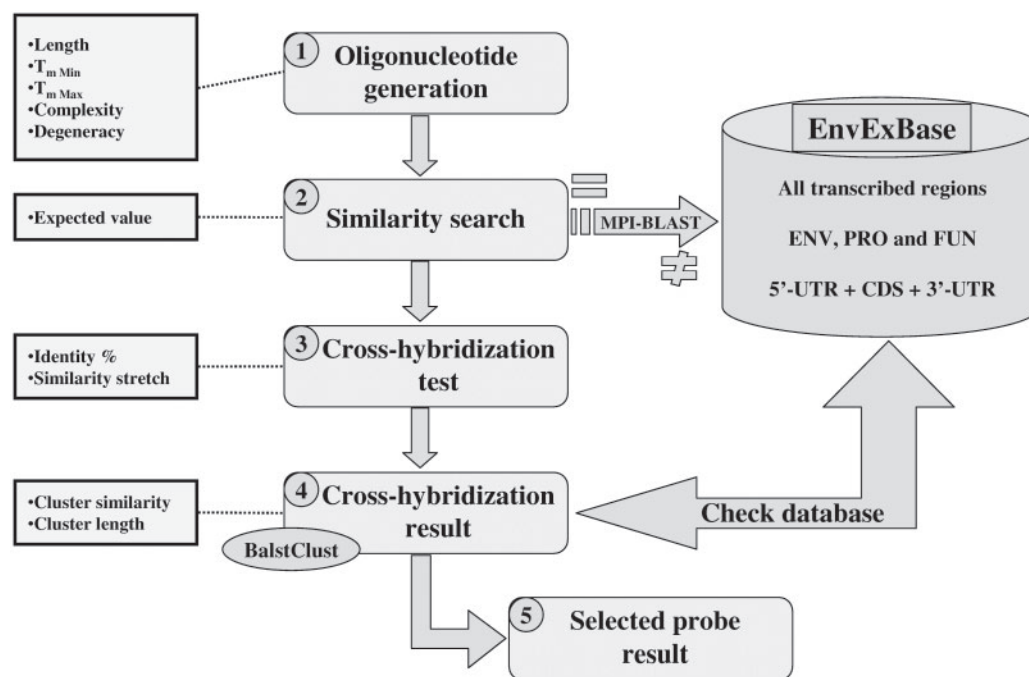 •Length
•Tm Min
•Tm Max
•Complexity
•Degeneracy
1
Oligonucleotide
generation
•Expected value
2
Similarity search
=
=
MPI-BLAST
≠
EnvExBase
All transcribed regions
ENV, PRO and FUN
5’-UTR + CDS + 3’-UTR
•Identity %
•Similarity stretch
3
Cross-hybridization
test
•Cluster similarity
•Cluster length
4
Cross-hybridization
result
BalstClust
Check database
5
Selected probe
result